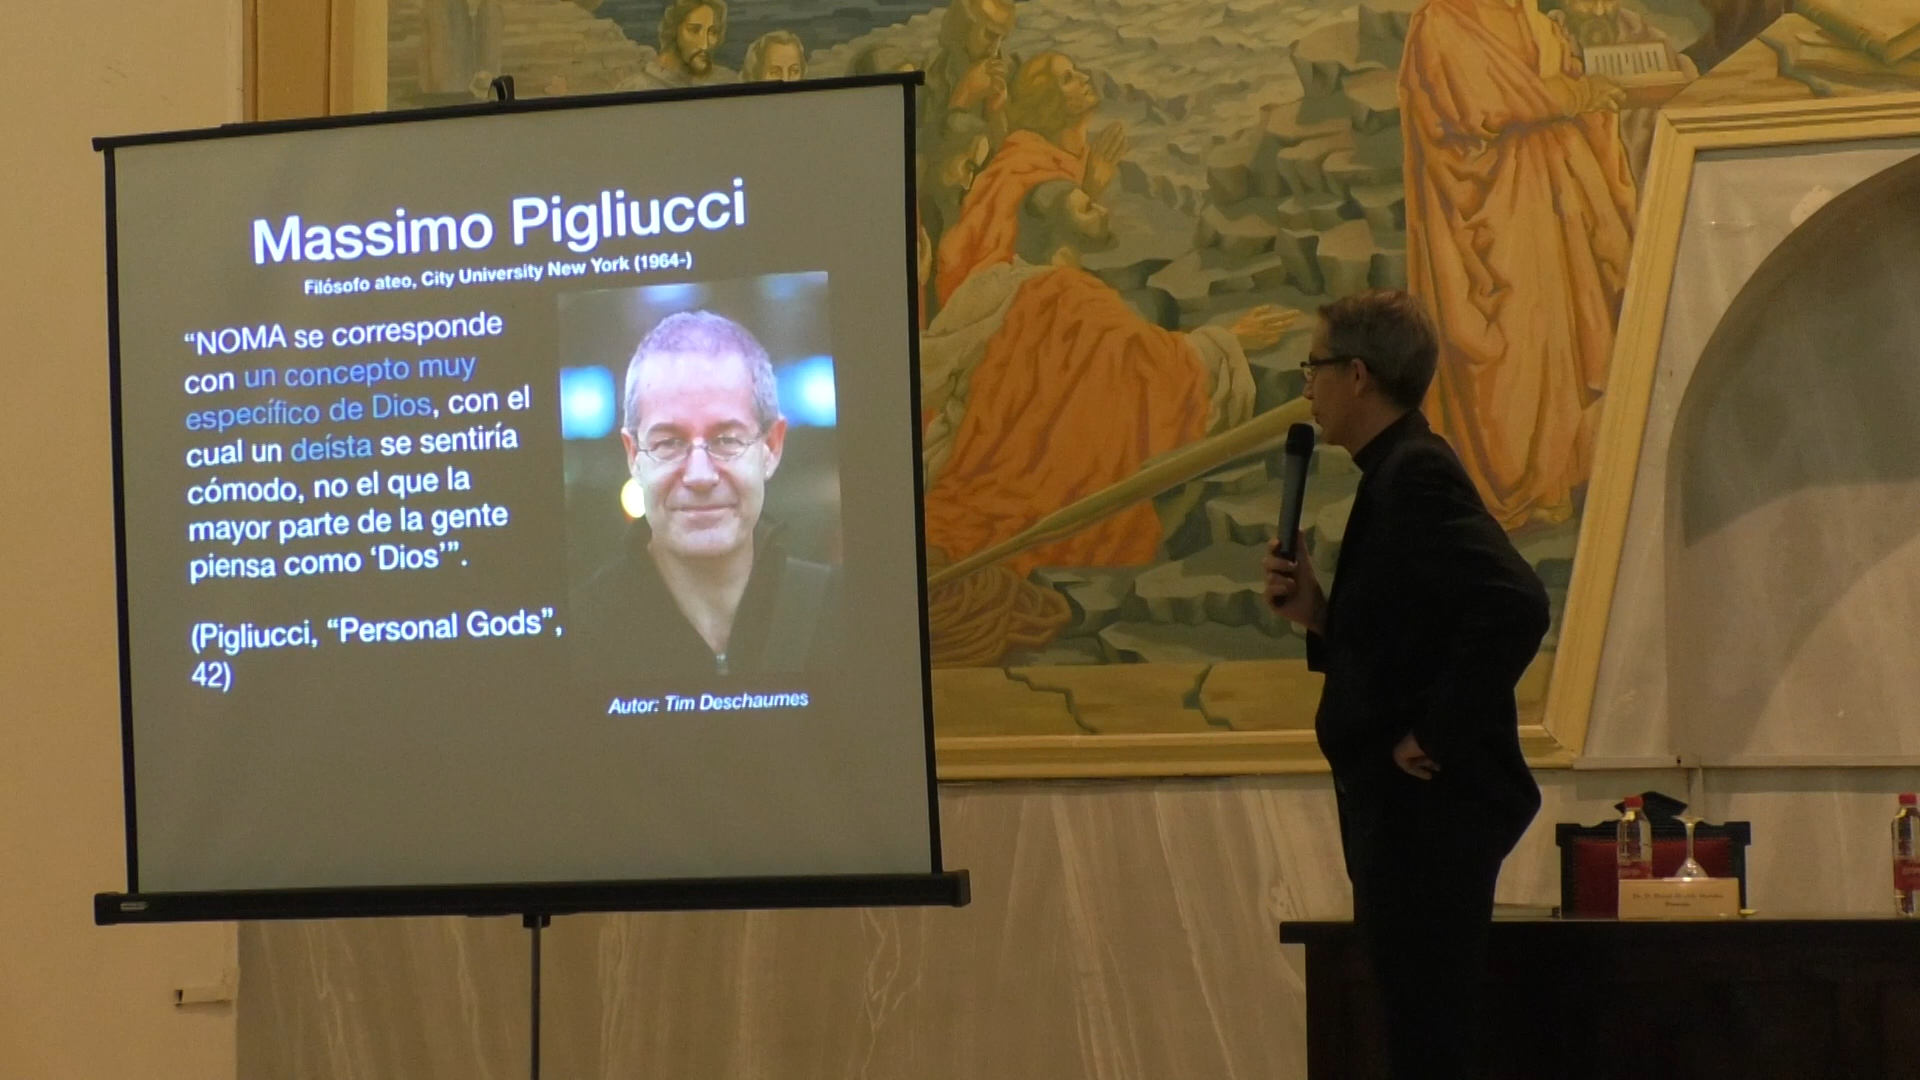 Massimo Pigliucci
Filósofo ateo, City University New York (1964-)
“NOMA se corresponde
con un concepto muy
específico de Dios, con el
cual un deísta se sentiría
cómodo, no el que la
mayor parte de la gente
piensa como ‘Dios’”.
(Pigliucci, “Personal Gods”,
42)
Autor: Tim Deschaumes